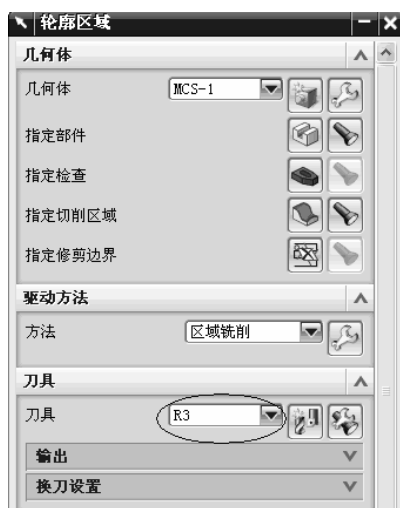 轮廓区域
几何体
几何体 MCS-1
指定部件
指定检查
指定切削区域
指定修剪边界
驱动方法
方法 区域铣削
刀具
刀具 R3
输出
换刀设置